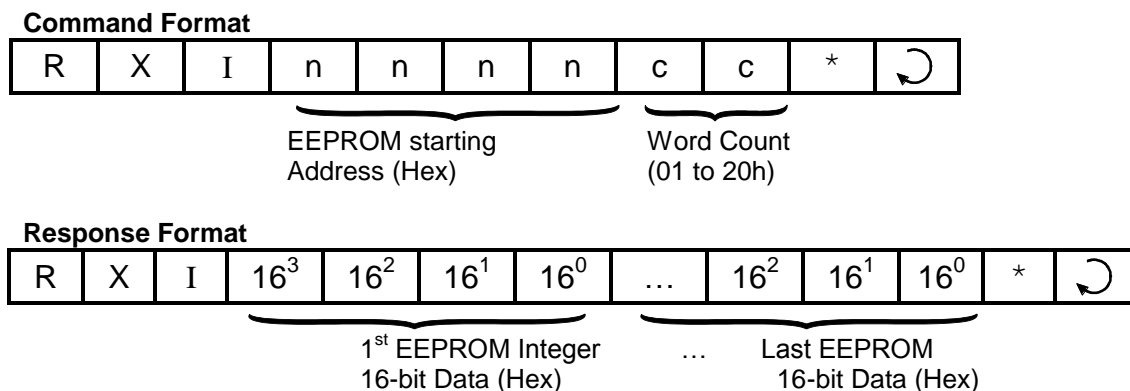 Command Format
R X I n n n n c c * ↵
EEPROM starting Word Count
Address (Hex) (01 to 20h)
Response Format
R X I 16³ 16² 16¹ 16⁰ … 16² 16¹ 16⁰ * ↵
1ˢᵗ EEPROM Integer … Last EEPROM
16-bit Data (Hex) 16-bit Data (Hex)